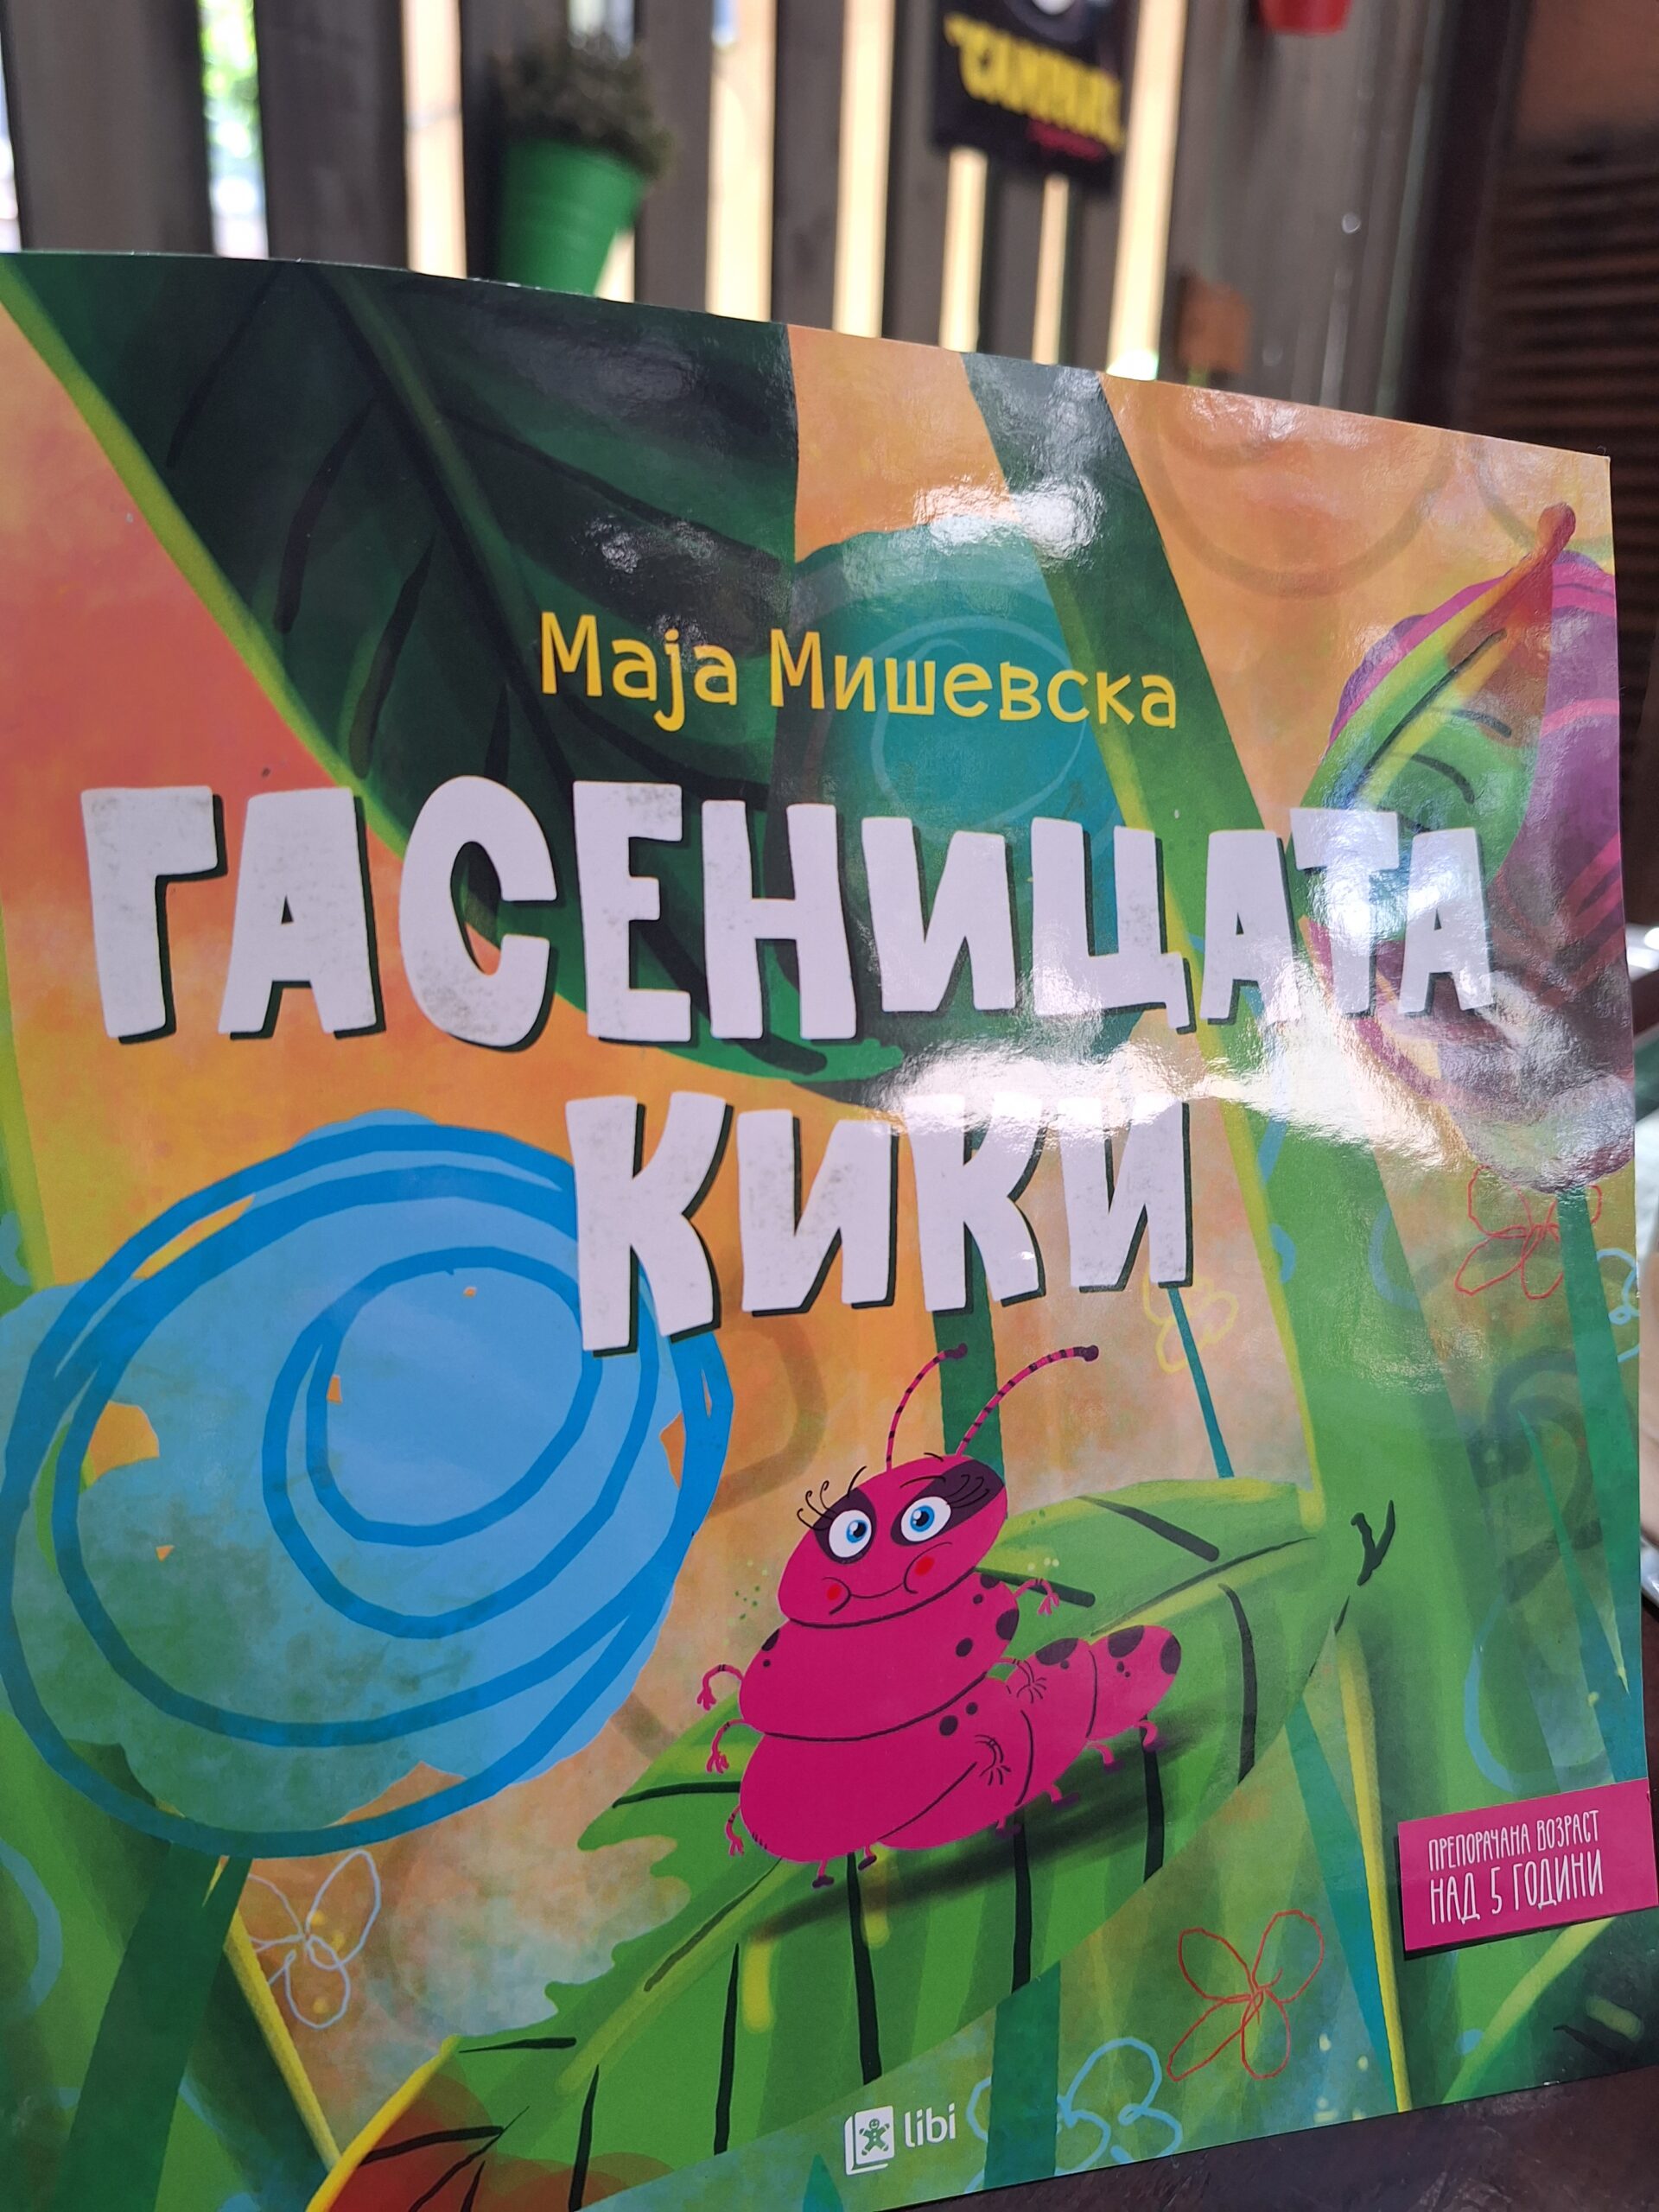 Маја Мишевска
ГАСЕНИЦАТА
КИКИ
ПРЕПОРАЧАНА ВОЗРАСТ
НАД 5 ГОДИНИ
libi